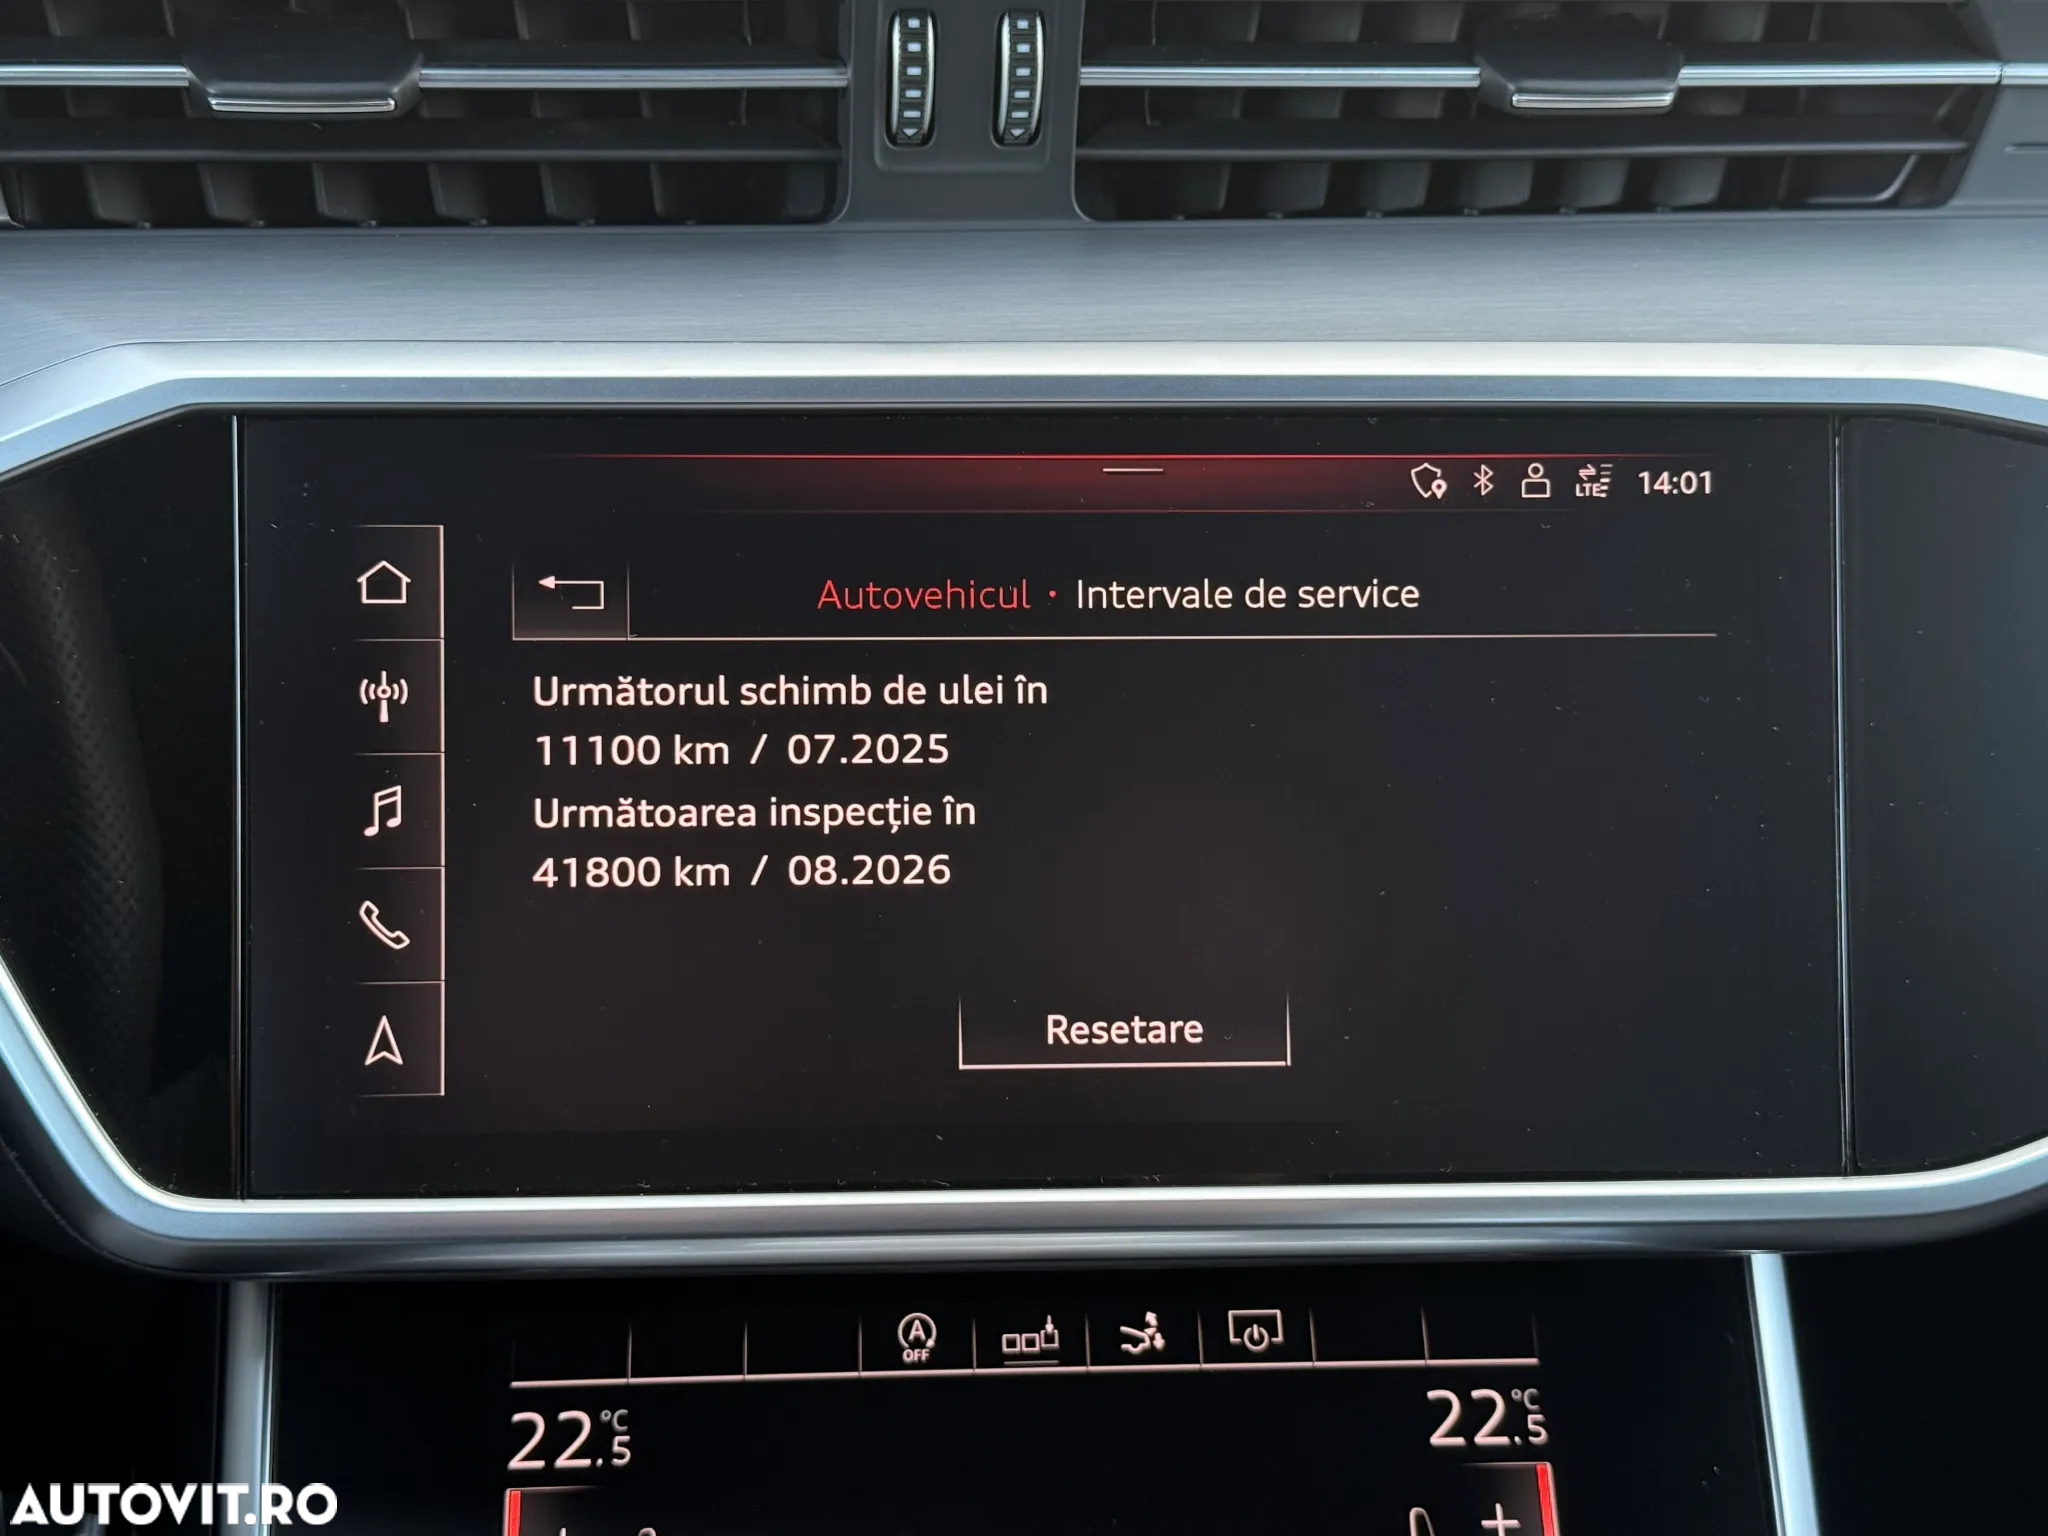 LTE 14:01
Autovehicul • Intervale de service
Următorul schimb de ulei în
11100 km / 07.2025
Următoarea inspecție în
41800 km / 08.2026
Resetare
A
OFF
22.5 °C
22.5 °C
AUTOVIT.RO